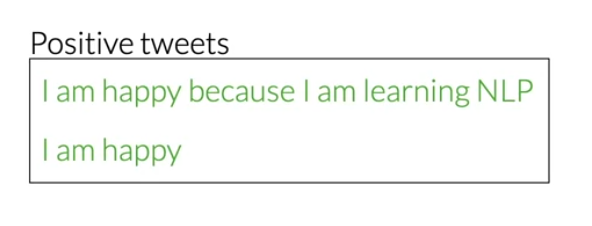 Positive tweets
I am happy because I am learning NLP
I am happy